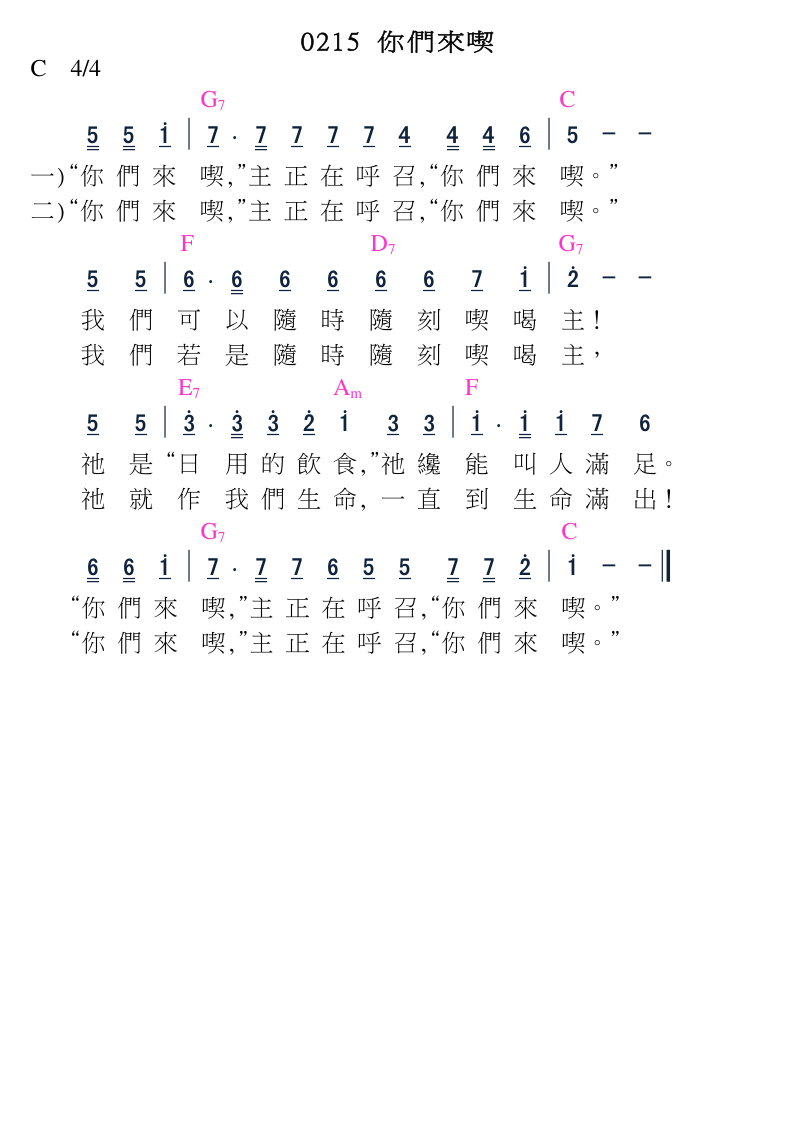 0215 你們來喫
C 4/4
G7 C
5 5 i | 7 · 7 7 7 7 4 4 4 6 | 5 － －
一)“你們來喫,”主正在呼召,“你們來喫。”
二)“你們來喫,”主正在呼召,“你們來喫。”
F D7 G7
5 5 | 6 · 6 6 6 6 6 7 i | 2̇ － －
我們可以隨時隨刻喫喝主！
我們若是隨時隨刻喫喝主，
E7 Am F
5 5 | 3̇ · 3̇ 3̇ 2̇ i 3 3 | i · i i 7 6
祂是“日用的飲食,”祂纔能叫人滿足。
祂就作我們生命,一直到生命滿出！
G7 C
6 6 i | 7 · 7 7 6 5 5 7 7 2̇ | i － －
“你們來喫,”主正在呼召,“你們來喫。”
“你們來喫,”主正在呼召,“你們來喫。”